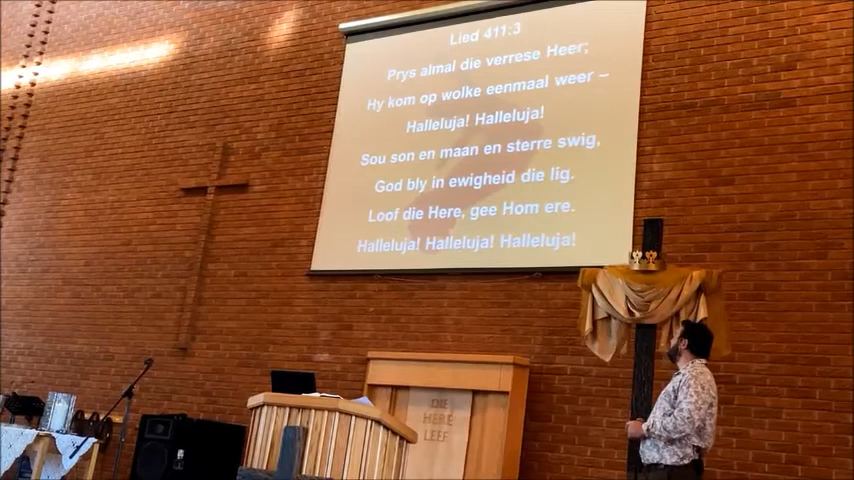 Lied 411:3
Prys almal die verrese Heer;
Hy kom op wolke eenmaal weer –
Halleluja! Halleluja!
Sou son en maan en sterre swig,
God bly in ewigheid die lig.
Loof die Here, gee Hom ere.
Halleluja! Halleluja! Halleluja!
DIE
HERE
LEEF